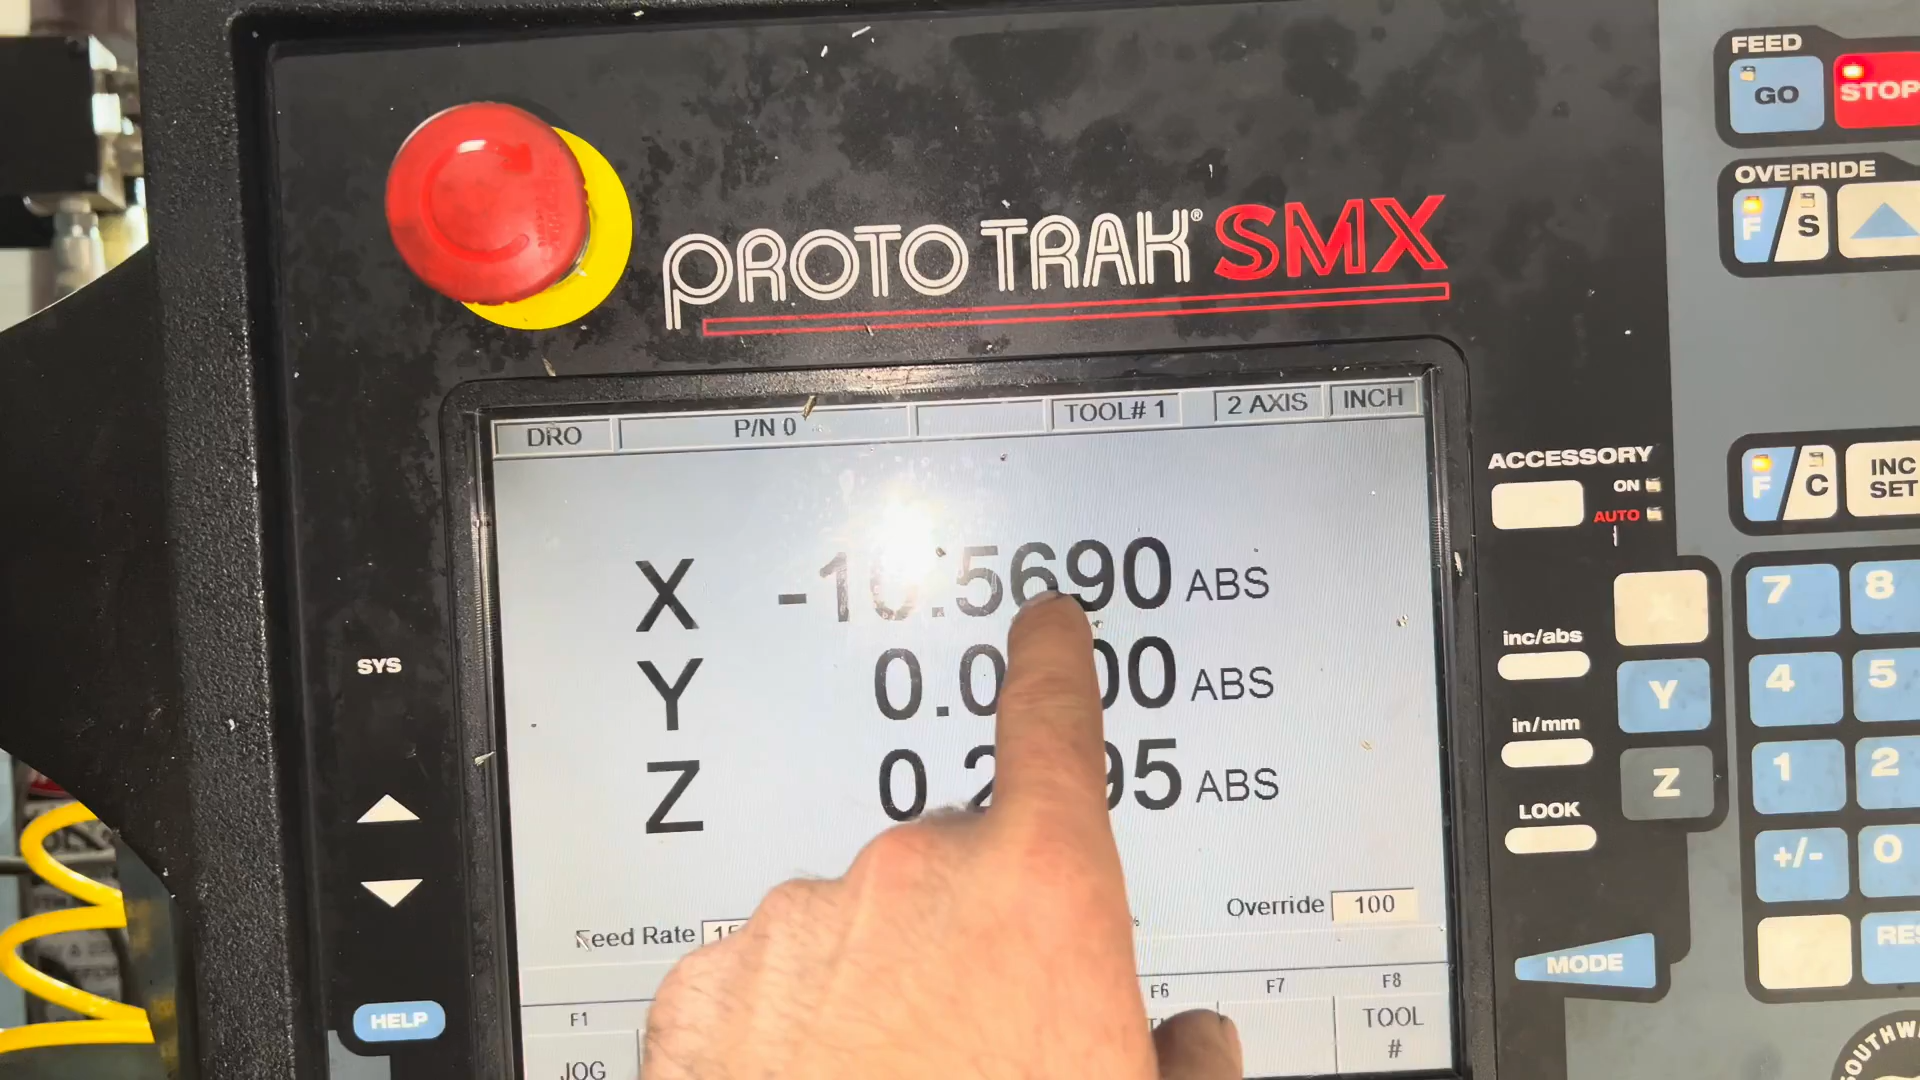 FEED
GO
STOP
PROTO TRAK® SMX
OVERRIDE
F/S
DRO
P/N 0
TOOL# 1
2 AXIS
INCH
ACCESSORY
ON
AUTO
F/C
INC
SET
X -10.5690 ABS
Y ABS
Z ABS
SYS
inc/abs
in/mm
LOOK
Y
Z
7
8
4
5
1
2
+/-
0
Feed Rate
Override 100
MODE
HELP
F1
F6
F7
F8
JOG
TOOL
#